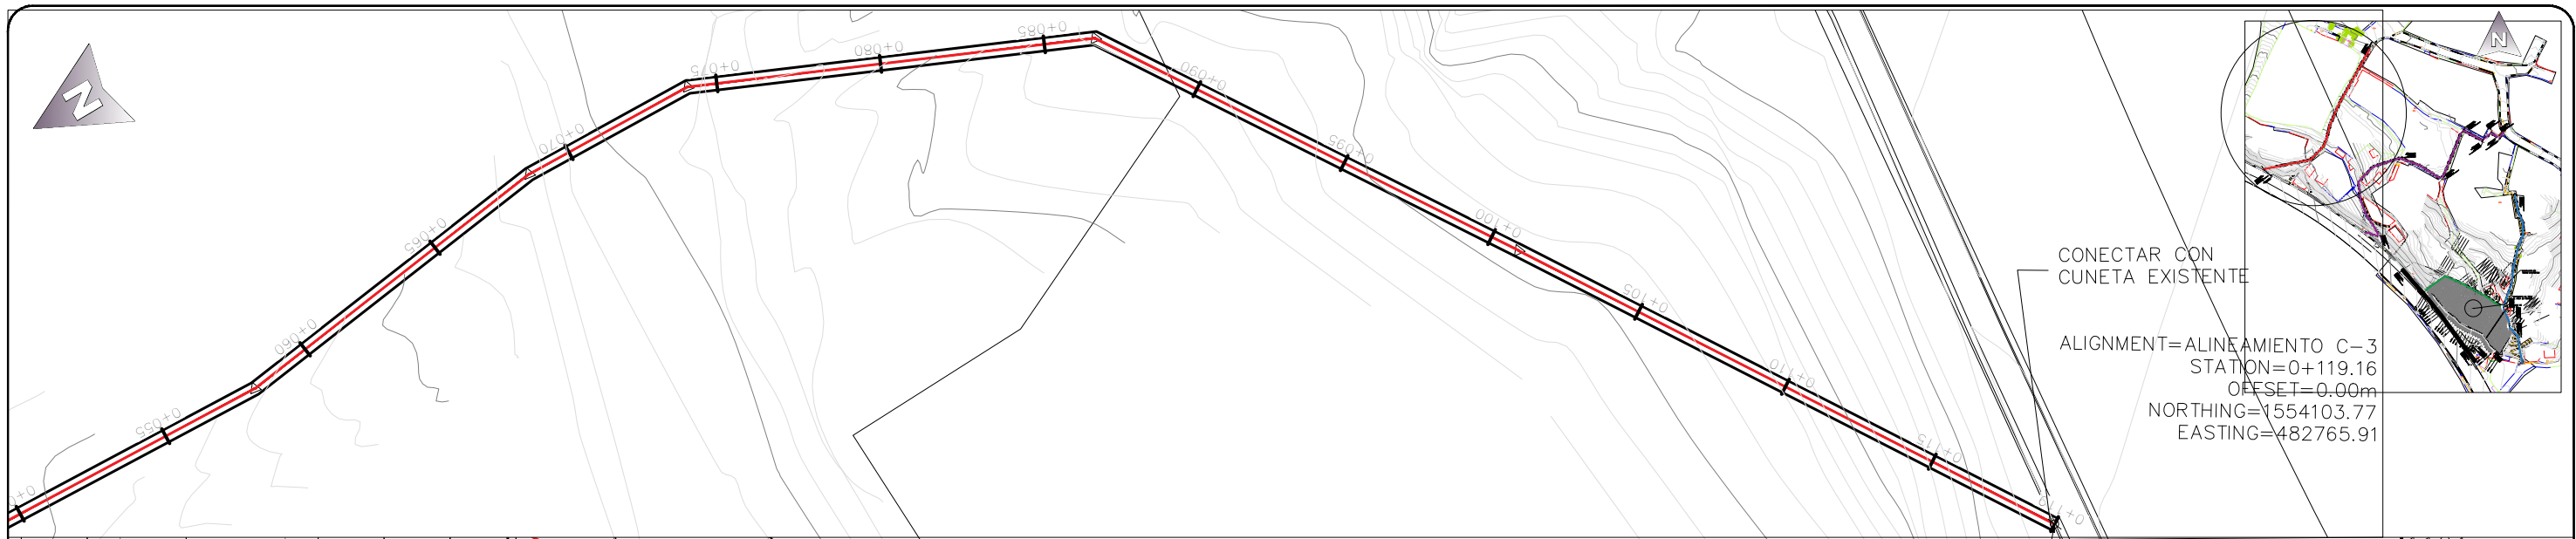 N
0+055
0+060
0+065
0+070
0+075
0+080
0+085
0+090
0+095
0+100
0+105
0+110
0+115
CONECTAR CON
CUNETA EXISTENTE
ALIGNMENT=ALINEAMIENTO C-3
STATION=0+119.16
OFFSET=0.00m
NORTHING=1554103.77
EASTING=482765.91
N